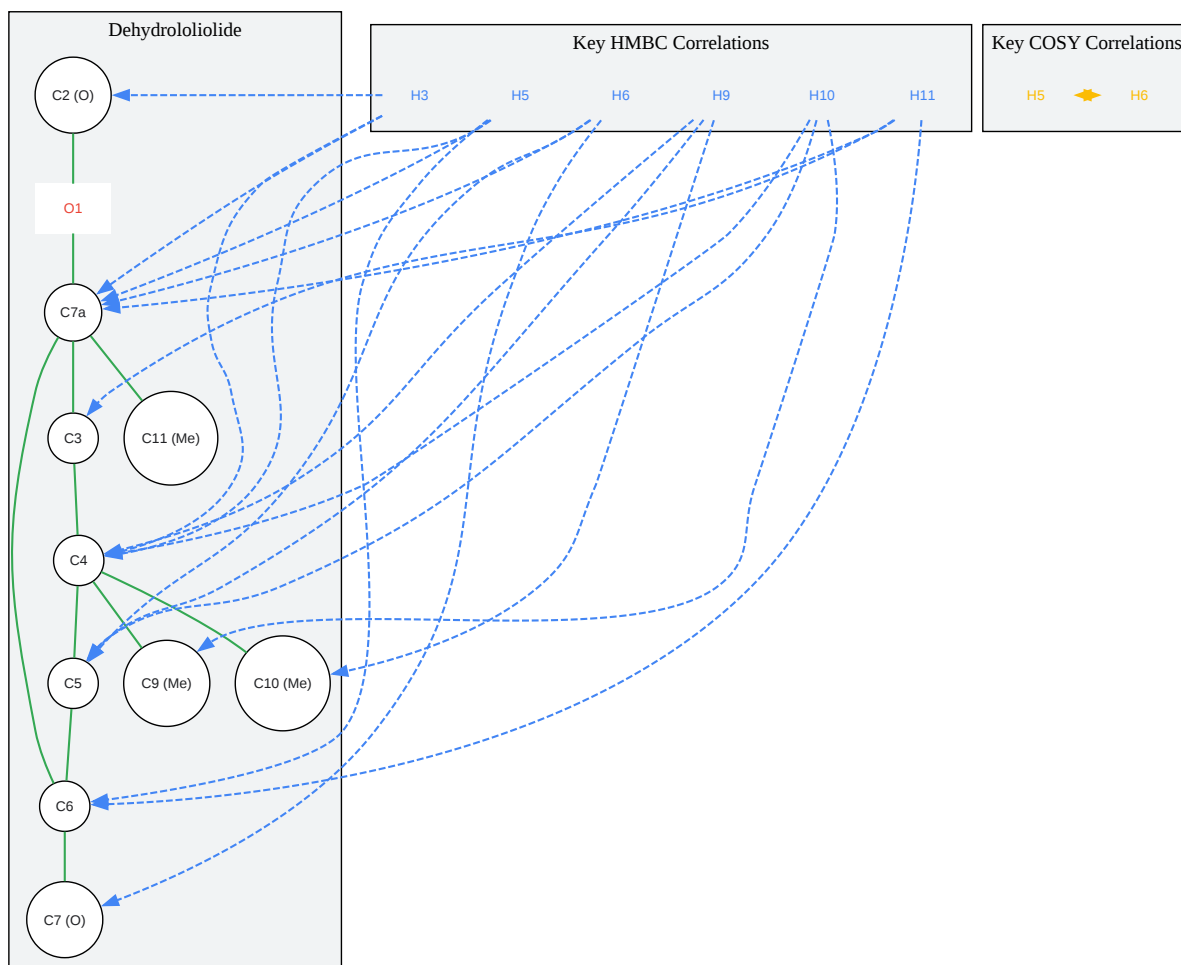 Dehydrololiolide
C2 (O)
O1
C7a
C3
C11 (Me)
C4
C5
C9 (Me)
C10 (Me)
C6
C7 (O)
Key HMBC Correlations
H3
H5
H6
H9
H10
H11
Key COSY Correlations
H5
H6